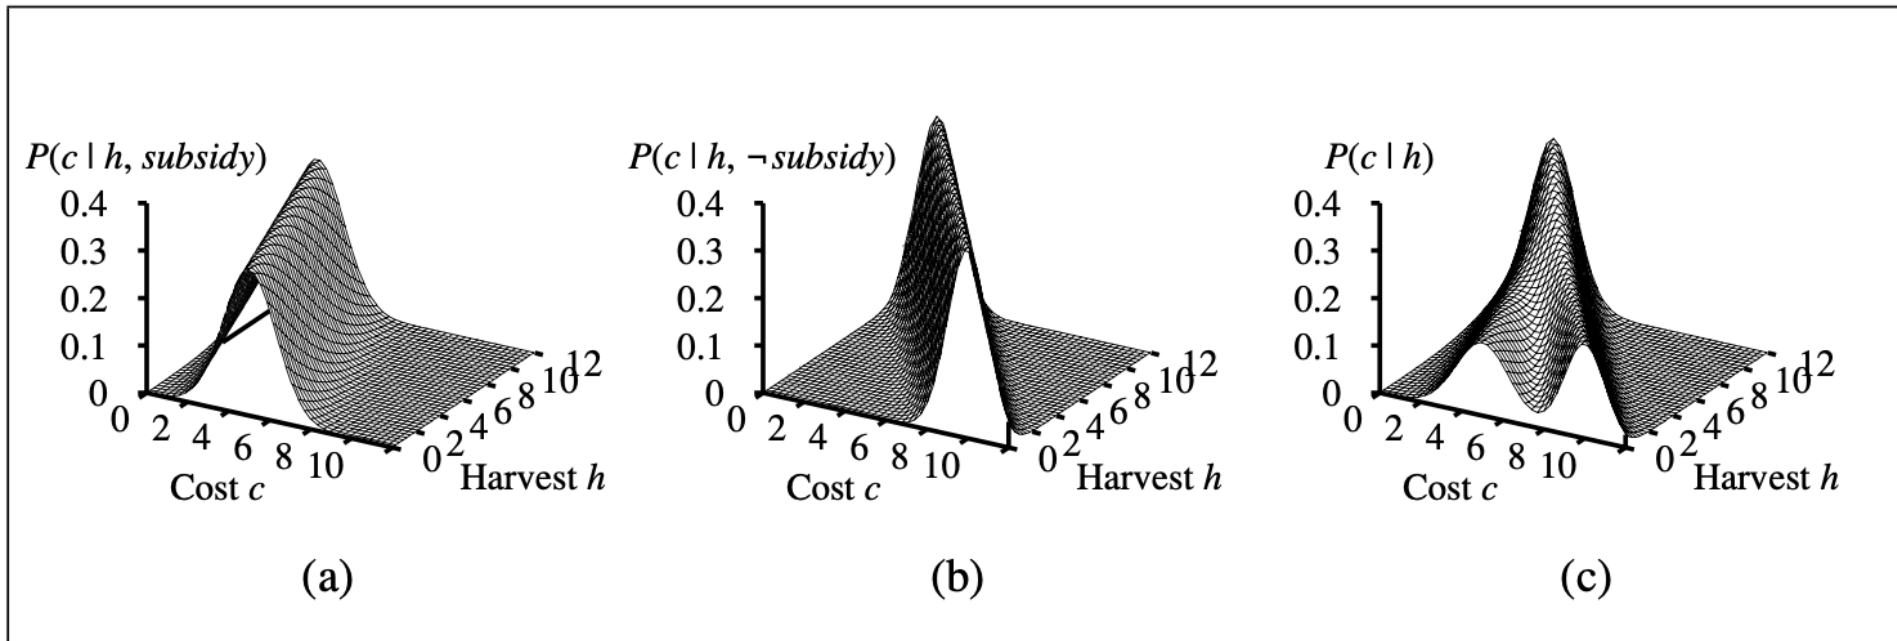 P(c | h, subsidy)
0.4
0.3
0.2
0.1
0
0 2 4 6 8 10
Cost c
0 2 4 6 8 10 12
Harvest h
(a)
P(c | h, ¬ subsidy)
0.4
0.3
0.2
0.1
0
0 2 4 6 8 10
Cost c
0 2 4 6 8 10 12
Harvest h
(b)
P(c | h)
0.4
0.3
0.2
0.1
0
0 2 4 6 8 10
Cost c
0 2 4 6 8 10 12
Harvest h
(c)